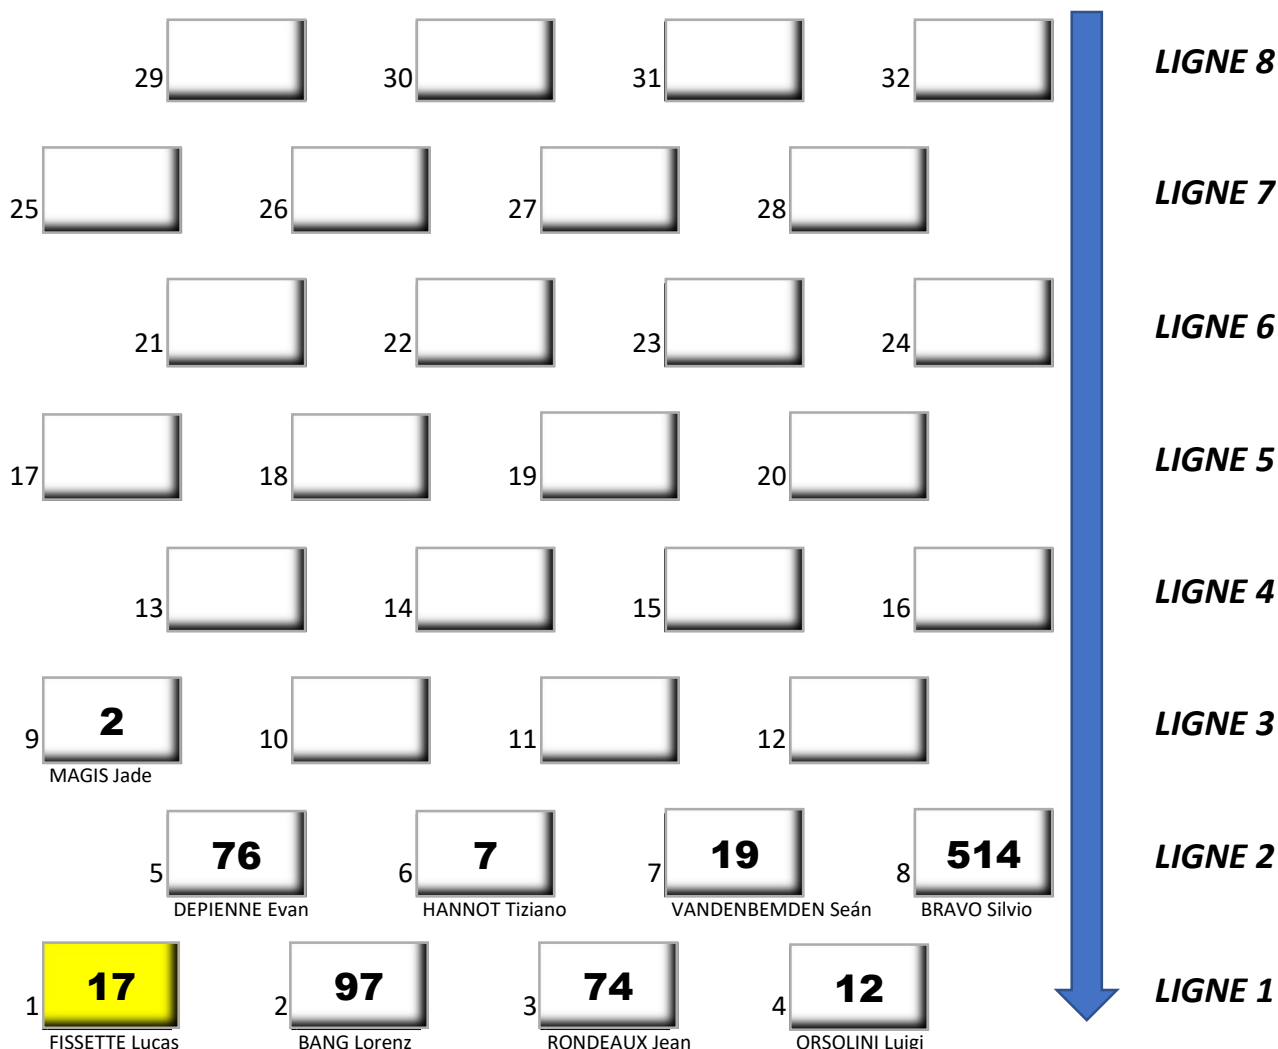 29 30 31 32 LIGNE 8
25 26 27 28 LIGNE 7
21 22 23 24 LIGNE 6
17 18 19 20 LIGNE 5
13 14 15 16 LIGNE 4
9 2 10 11 12 LIGNE 3
MAGIS Jade
5 76 6 7 7 19 8 514 LIGNE 2
DEPIENNE Evan HANNOT Tiziano VANDENBEMDEN Seán BRAVO Silvio
1 17 2 97 3 74 4 12 LIGNE 1
FISSETTE Lucas BANG Lorenz RONDEAUX Jean ORSOLINI Luigi